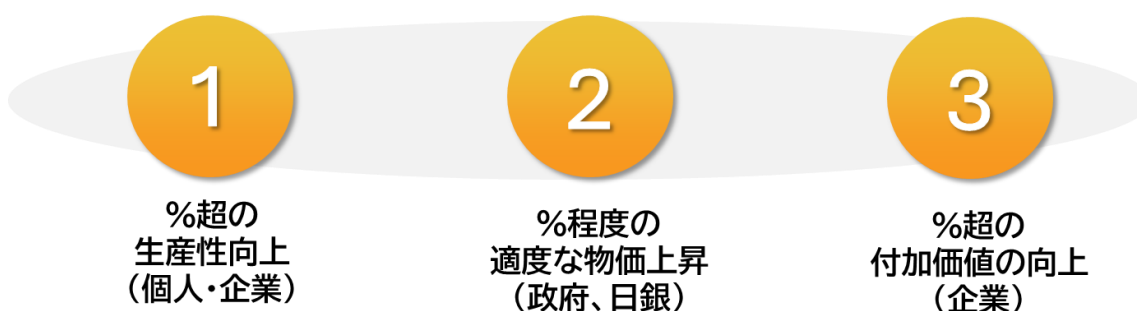 1
%超の
生産性向上
（個人・企業）
2
%程度の
適度な物価上昇
（政府、日銀）
3
%超の
付加価値の向上
（企業）